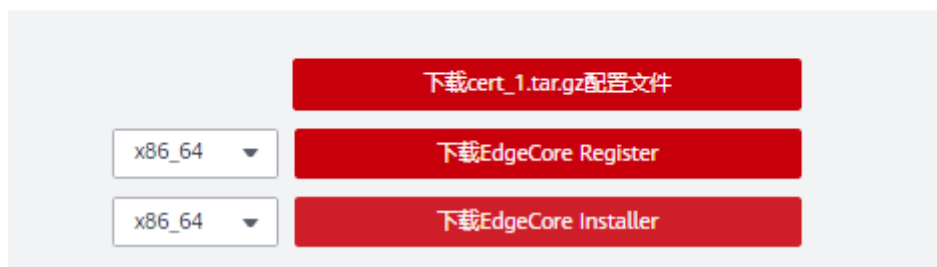 下载cert_1.tar.gz配置文件
x86_64 下载EdgeCore Register
x86_64 下载EdgeCore Installer